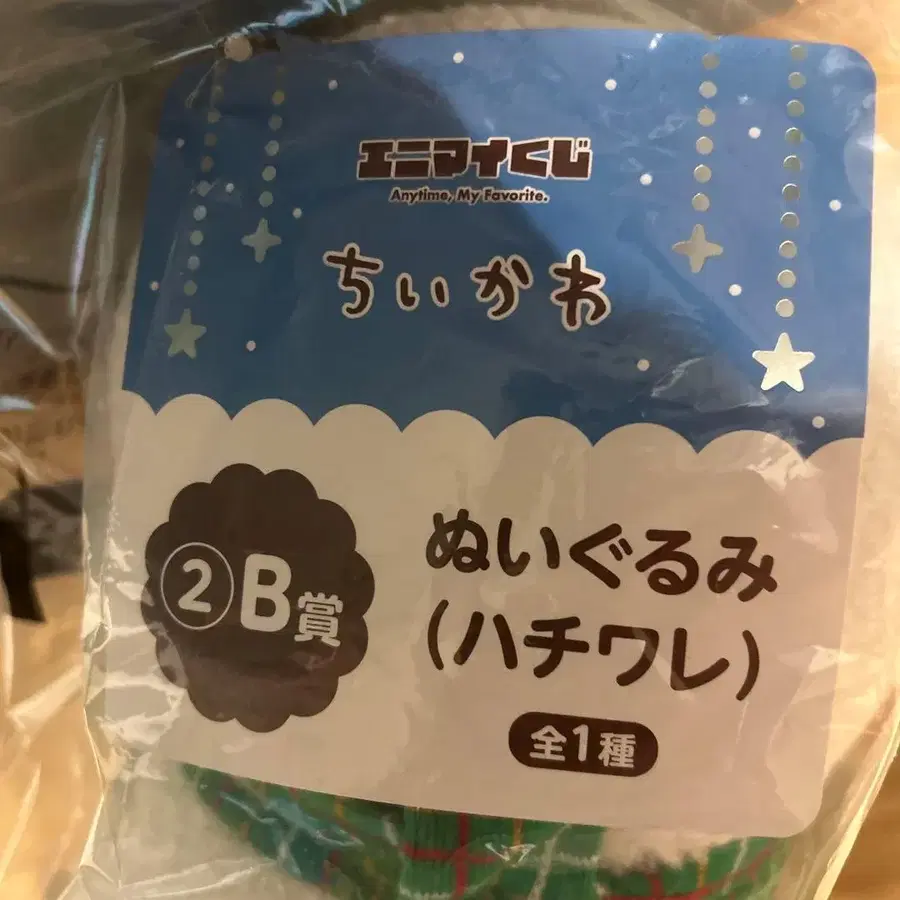 エニマイくじ
Anytime, My Favorite.
ちいかわ
②B賞
ぬいぐるみ
(ハチワレ)
全1種